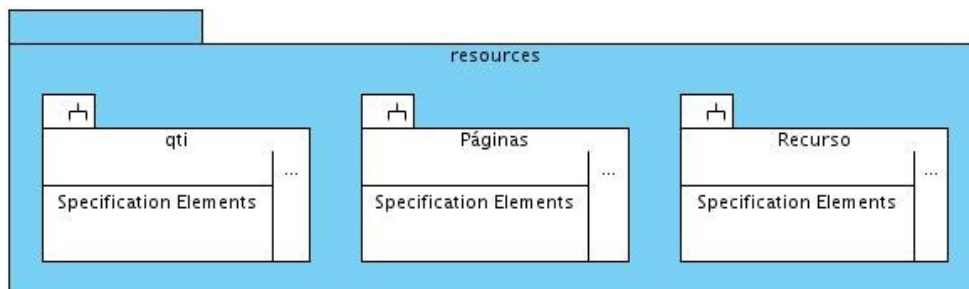 resources
qti
...
Specification Elements
Páginas
...
Specification Elements
Recurso
...
Specification Elements